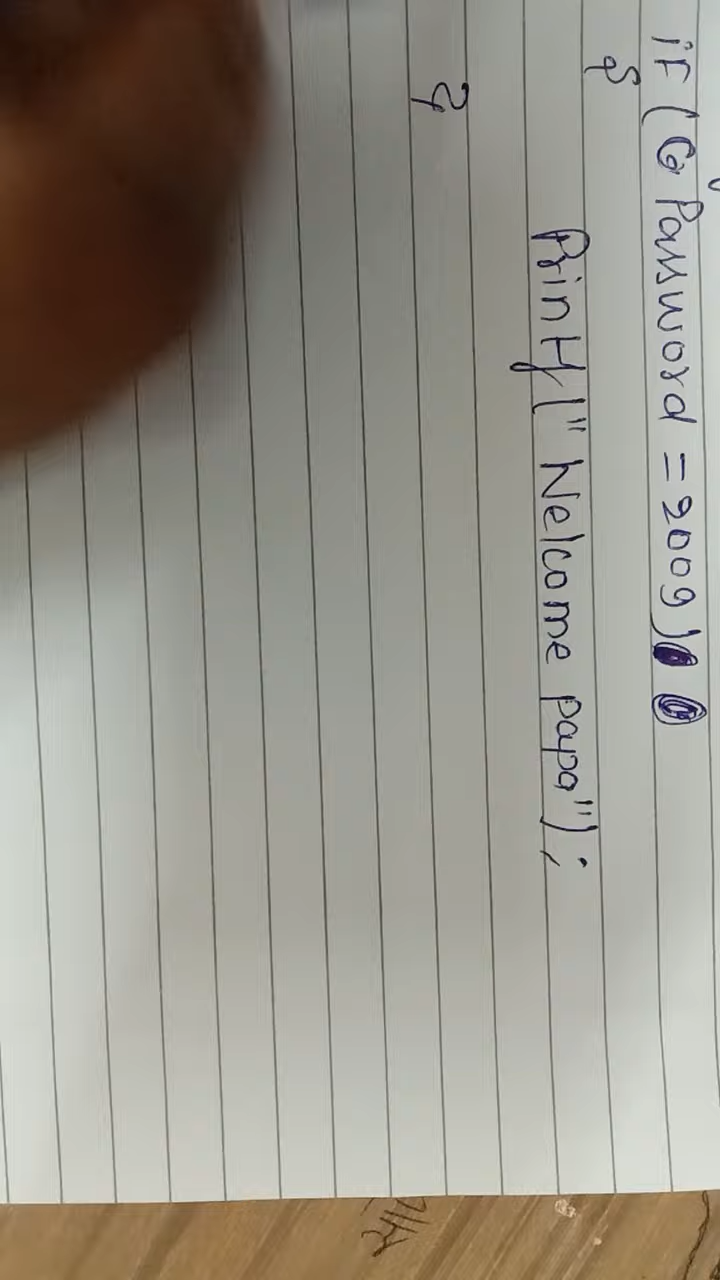 if (Password = 2009)
{
Printf("Welcome papa");
}